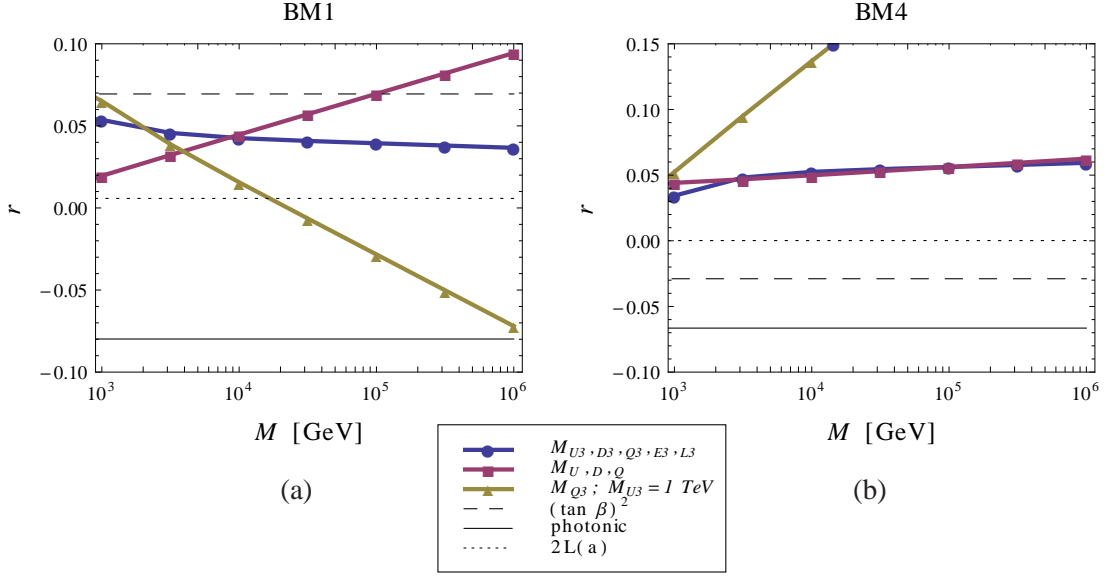 BM1
BM4
0.10
0.05
0.00
−0.05
−0.10
r
10^3
10^4
10^5
10^6
M [GeV]
(a)
0.15
0.10
0.05
0.00
−0.05
−0.10
r
10^3
10^4
10^5
10^6
M [GeV]
(b)
M_{U3,D3,Q3,E3,L3}
M_{U,D,Q}
M_{Q3}; M_{U3} = 1 TeV
(tan β)^2
photonic
2L(a)